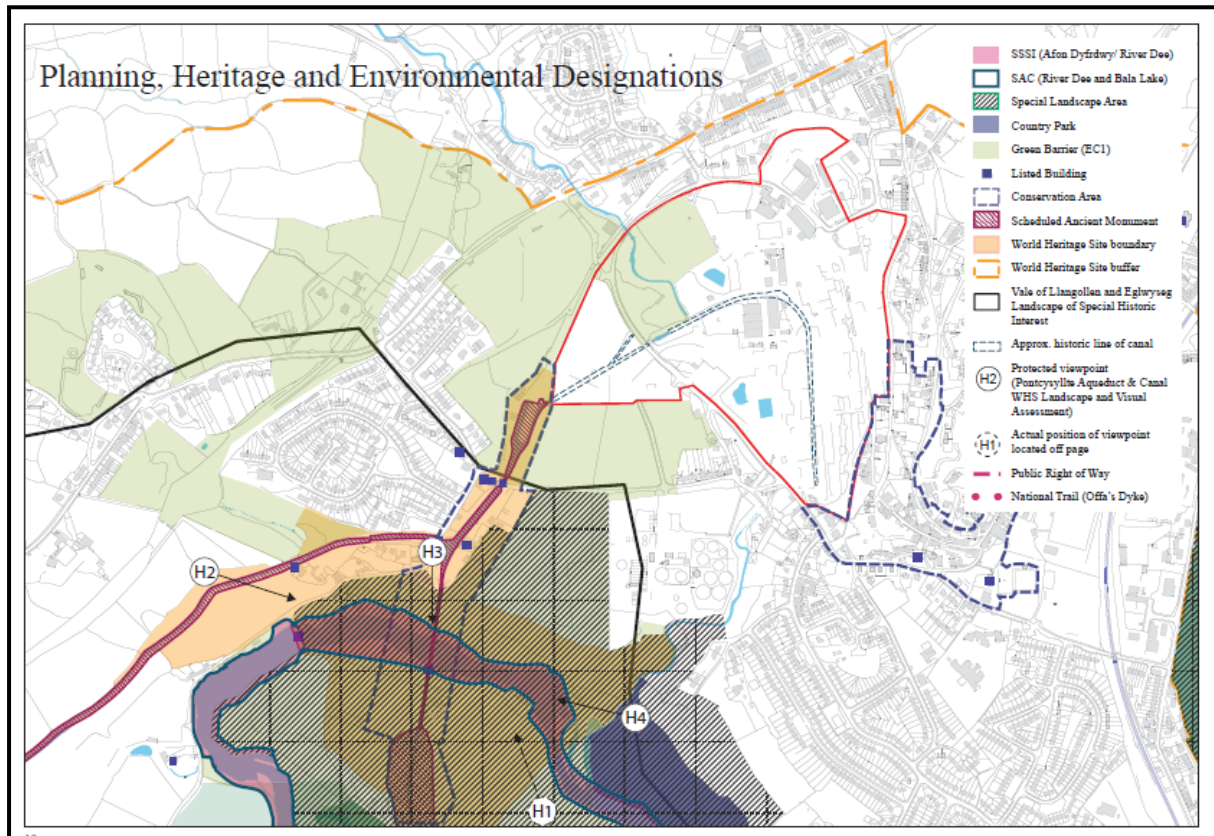 Planning, Heritage and Environmental Designations
SSSI (Afon Dyfrdwy/ River Dee)
SAC (River Dee and Bala Lake)
Special Landscape Area
Country Park
Green Barrier (EC1)
Listed Building
Conservation Area
Scheduled Ancient Monument
World Heritage Site boundary
World Heritage Site buffer
Vale of Llangollen and Eglwyseg
Landscape of Special Historic
Interest
Approx. historic line of canal
H2
Protected viewpoint
(Pontcysyllte Aqueduct & Canal
WHS Landscape and Visual
Assessment)
H1
Actual position of viewpoint
located off page
Public Right of Way
National Trail (Offa's Dyke)
H3
H2
H4
H1